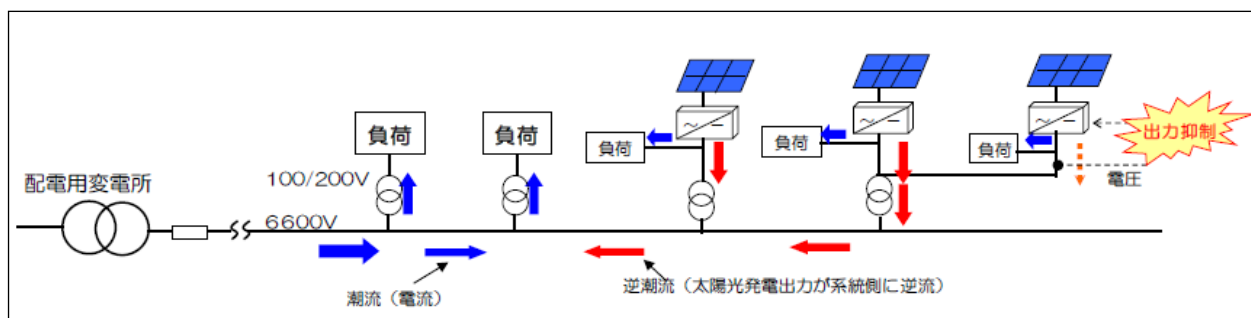 負荷
負荷
負荷
負荷
負荷
出力抑制
電圧
配電用変電所
100/200V
6600V
潮流（電流）
逆潮流（太陽光発電出力が系統側に逆流）